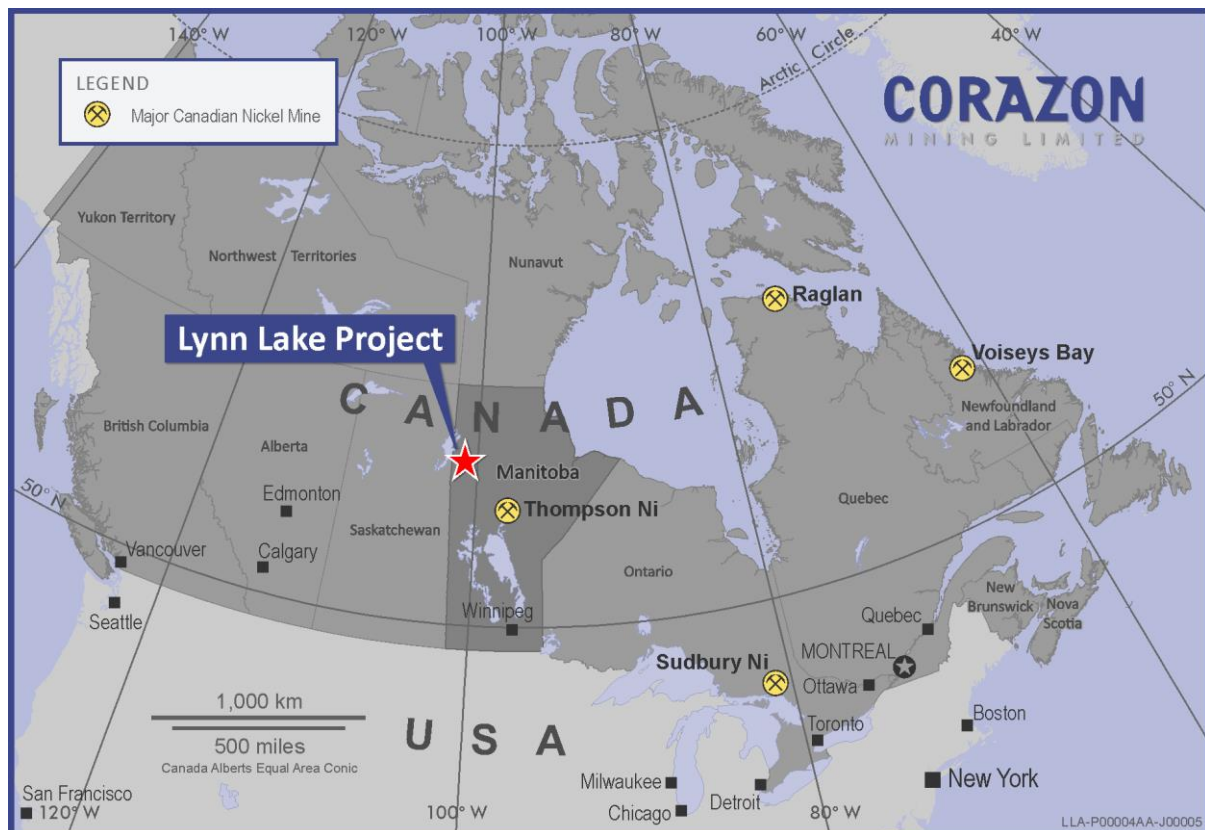 140° W
120° W
100° W
80° W
60° W
40° W
Arctic Circle
LEGEND
Major Canadian Nickel Mine
CORAZON
MINING LIMITED
Yukon Territory
Northwest Territories
Nunavut
Raglan
Lynn Lake Project
Voiseys Bay
50° N
CANADA
Newfoundland
and Labrador
British Columbia
Alberta
Manitoba
Edmonton
Thompson Ni
Quebec
50° N
Saskatchewan
Vancouver
Calgary
Ontario
Seattle
Winnipeg
New
Brunswick
Nova
Scotia
Quebec
MONTREAL
Sudbury Ni
Ottawa
1,000 km
500 miles
Canada Alberts Equal Area Conic
USA
Toronto
Boston
Milwaukee
Detroit
New York
San Francisco
Chicago
120° W
100° W
80° W
LLA-P00004AA-J00005